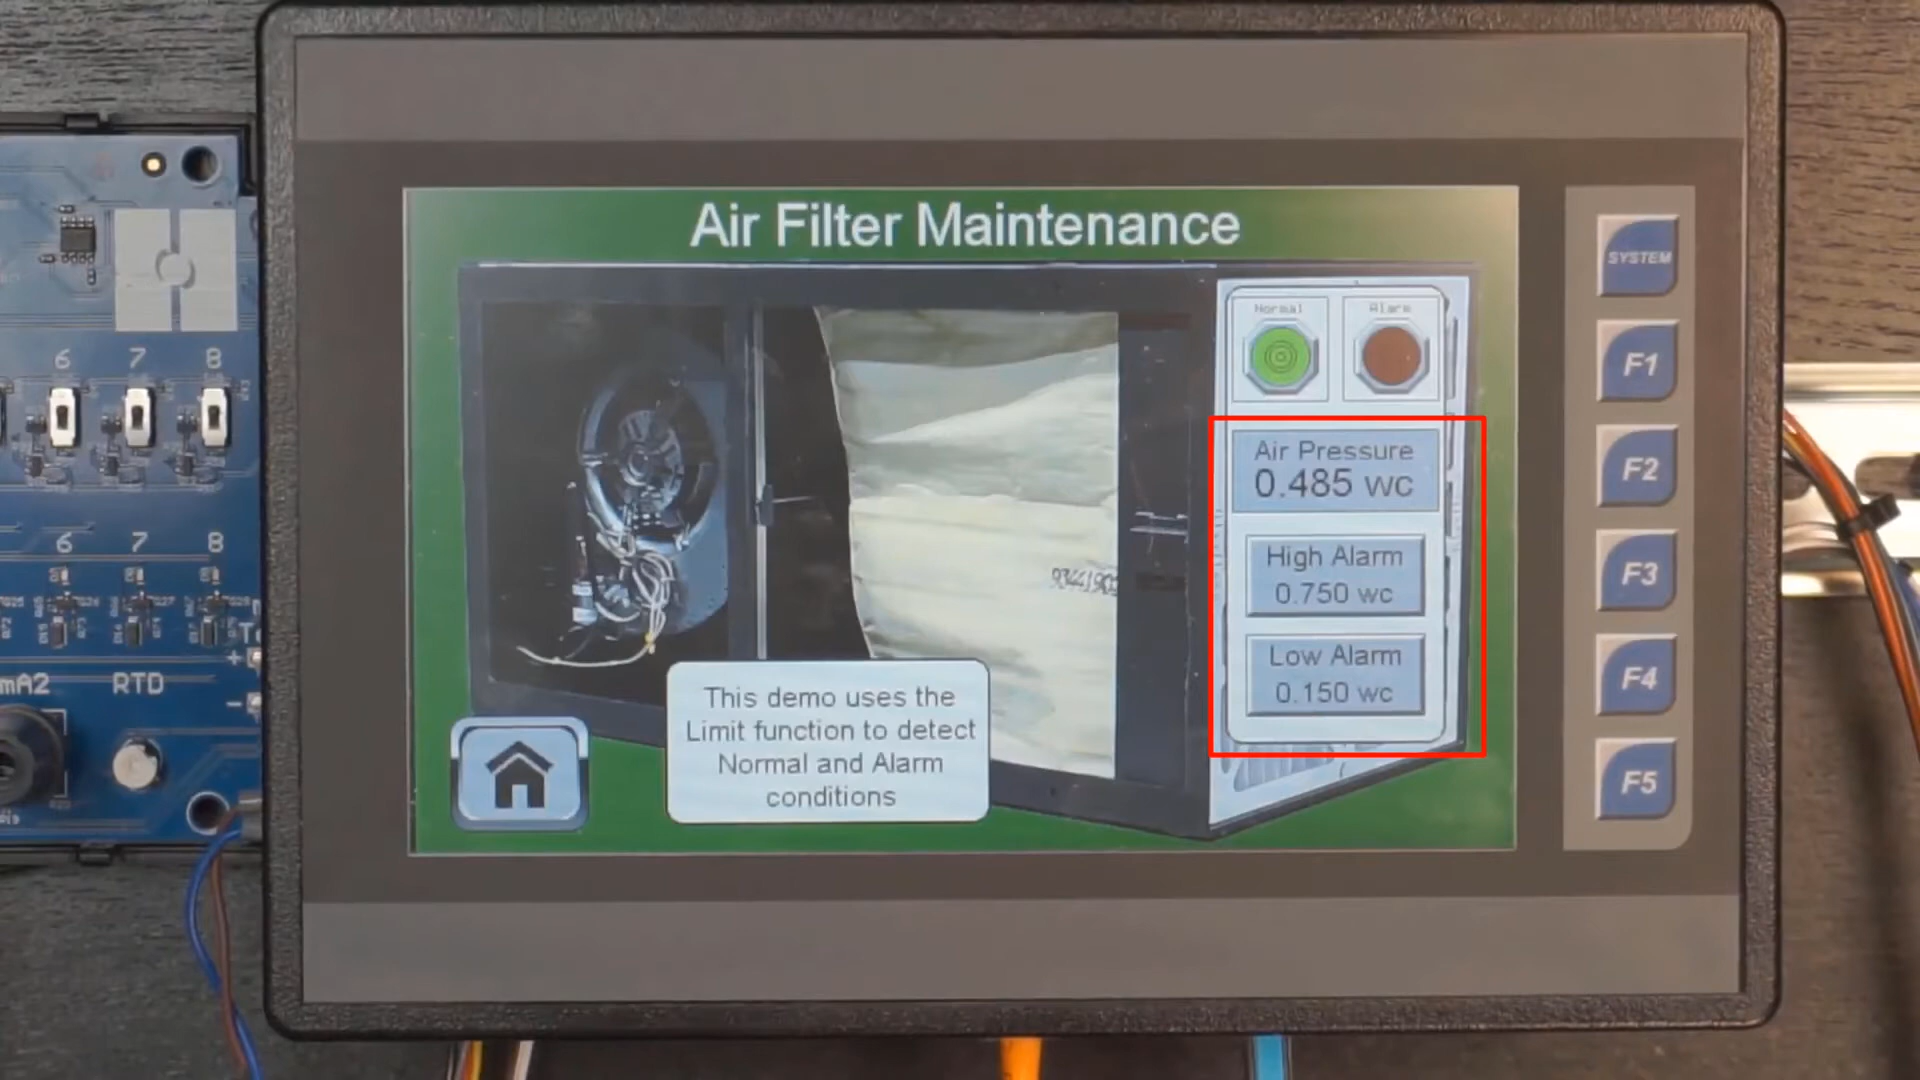 Air Filter Maintenance
Normal
Alarm
SYSTEM
F1
F2
F3
F4
F5
Air Pressure
0.485 wc
High Alarm
0.750 wc
Low Alarm
0.150 wc
This demo uses the
Limit function to detect
Normal and Alarm
conditions
6 7 8
6 7 8
mA2 RTD